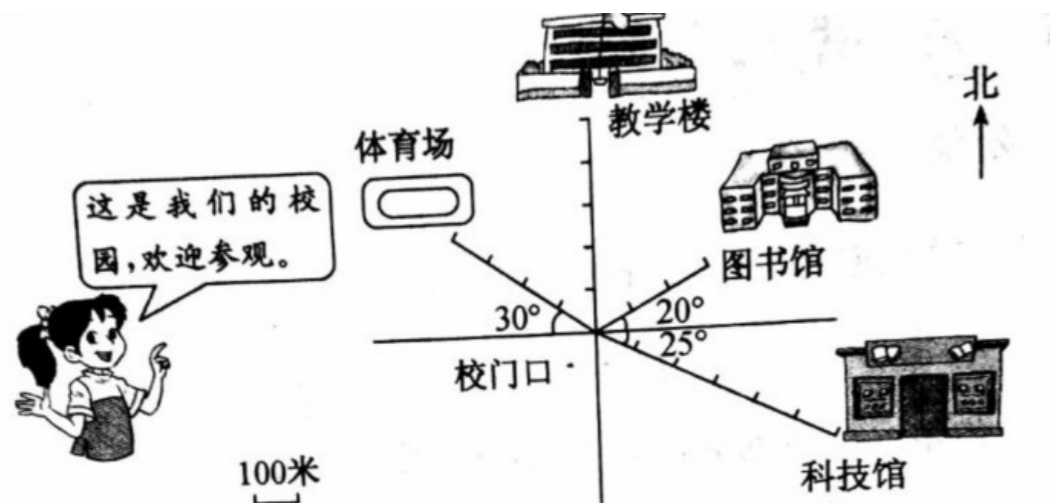 教学楼
北
体育场
这是我们的校
园,欢迎参观。
图书馆
30°
20°
25°
校门口
科技馆
100米